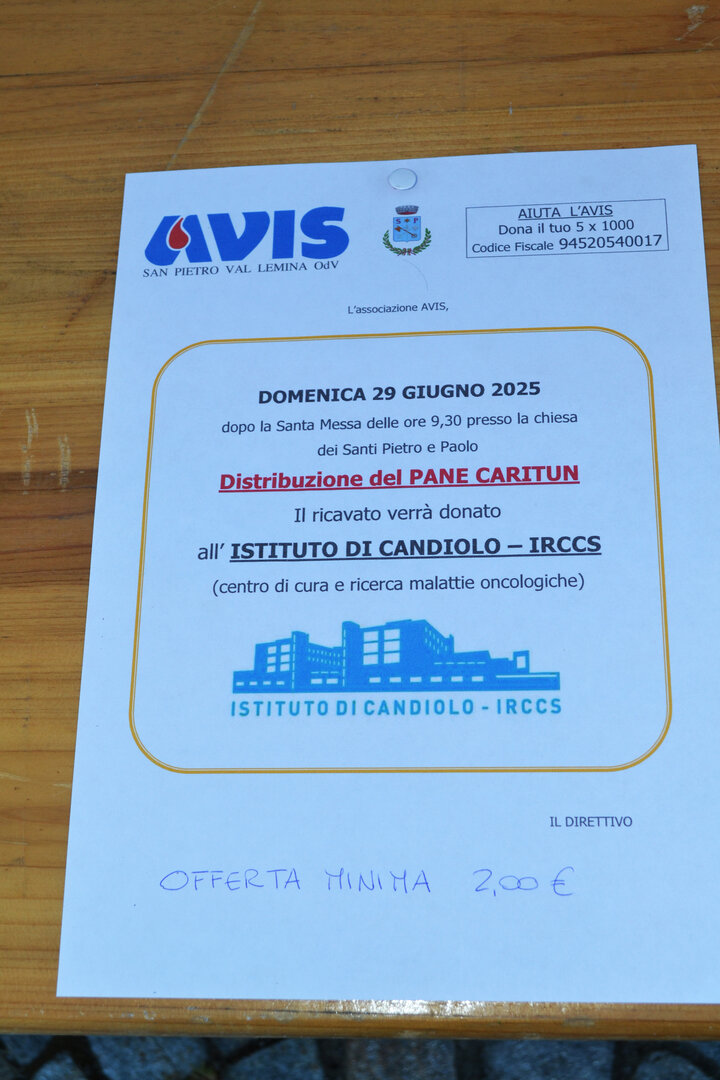 AVIS
SAN PIETRO VAL LEMINA OdV
S P
AIUTA L'AVIS
Dona il tuo 5 x 1000
Codice Fiscale 94520540017
L'associazione AVIS,
DOMENICA 29 GIUGNO 2025
dopo la Santa Messa delle ore 9,30 presso la chiesa
dei Santi Pietro e Paolo
Distribuzione del PANE CARITUN
Il ricavato verrà donato
all' ISTITUTO DI CANDIOLO – IRCCS
(centro di cura e ricerca malattie oncologiche)
ISTITUTO DI CANDIOLO - IRCCS
IL DIRETTIVO
OFFERTA MINIMA 2,00 €